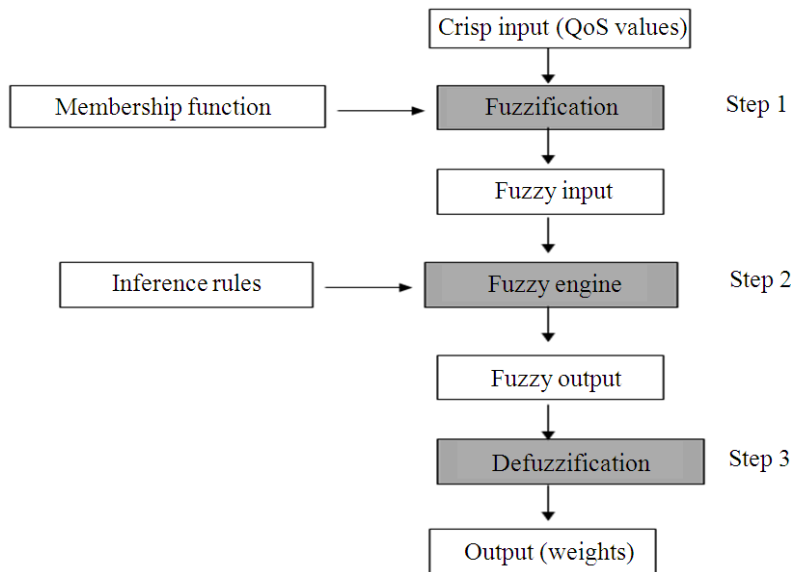 Crisp input (QoS values)
Membership function
Fuzzification
Step 1
Fuzzy input
Inference rules
Fuzzy engine
Step 2
Fuzzy output
Defuzzification
Step 3
Output (weights)